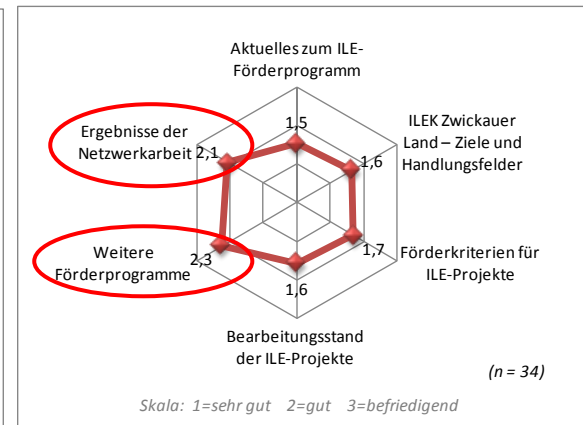 Aktuelles zum ILE-
Förderprogramm
1,5
ILEK Zwickauer
Land – Ziele und
Handlungsfelder
1,6
Förderkriterien für
ILE-Projekte
1,7
Bearbeitungsstand
der ILE-Projekte
1,6
Weitere
Förderprogramme
2,3
Ergebnisse der
Netzwerkarbeit
2,1
(n = 34)
Skala: 1=sehr gut 2=gut 3=befriedigend